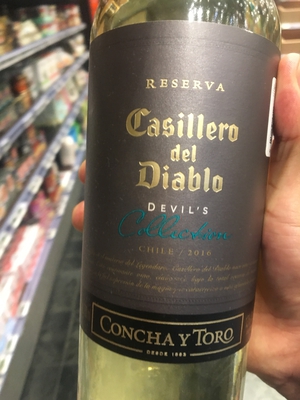 RESERVA
Casillero
del
Diablo
DEVIL'S
Collection
CHILE / 2016
CONCHA Y TORO
DESDE 1883